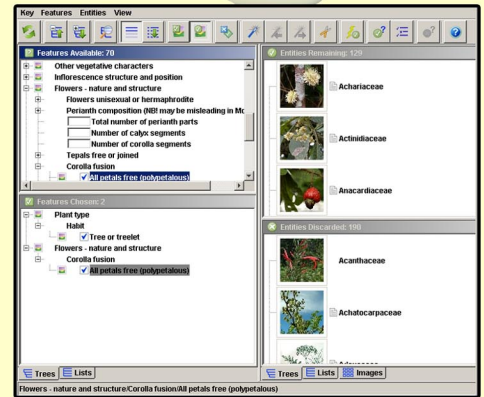 Key Features Entities View
Features Available: 70
Other vegetative characters
Inflorescence structure and position
Flowers - nature and structure
Flowers unisexual or hermaphrodite
Perianth composition (NB! may be misleading in Mo
Total number of perianth parts
Number of calyx segments
Number of corolla segments
Tepals free or joined
Corolla fusion
All petals free (polypetalous)
Features Chosen: 2
Plant type
Habit
Tree or treelet
Flowers - nature and structure
Corolla fusion
All petals free (polypetalous)
Trees Lists
Entities Remaining: 129
Achariaceae
Actinidiaceae
Anacardiaceae
Entities Discarded: 190
Acanthaceae
Achatocarpaceae
Trees Lists Images
Flowers - nature and structure/Corolla fusion/All petals free (polypetalous)